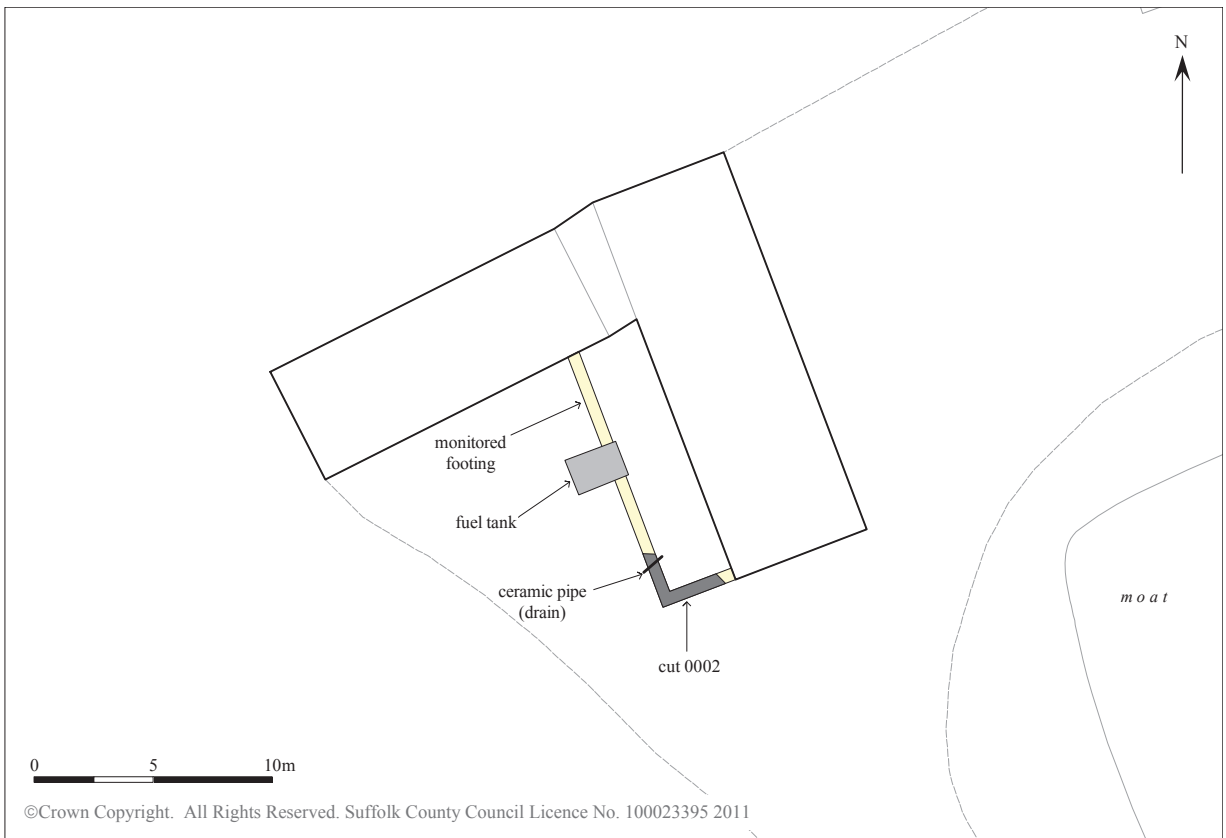 N
monitored
footing
fuel tank
ceramic pipe
(drain)
moat
cut 0002
0 5 10m
©Crown Copyright. All Rights Reserved. Suffolk County Council Licence No. 100023395 2011